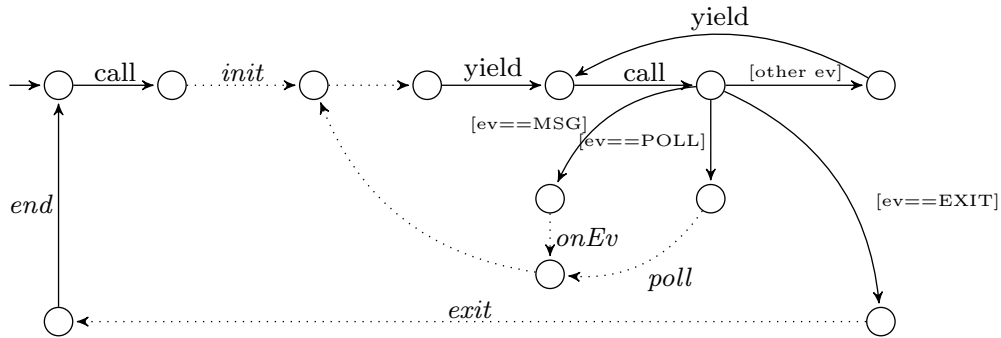 yield
call
init
yield
call
[other ev]
[ev==MSG]
[ev==POLL]
[ev==EXIT]
end
onEv
poll
exit